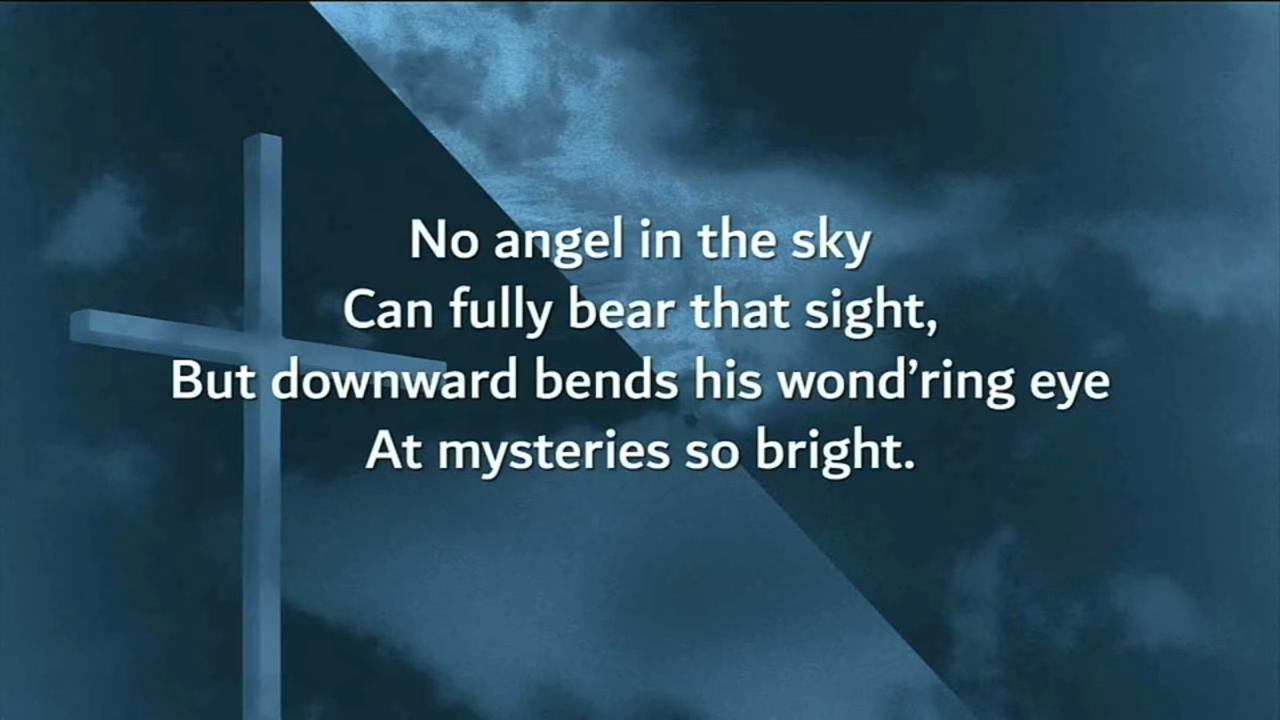 No angel in the sky
Can fully bear that sight,
But downward bends his wond’ring eye
At mysteries so bright.